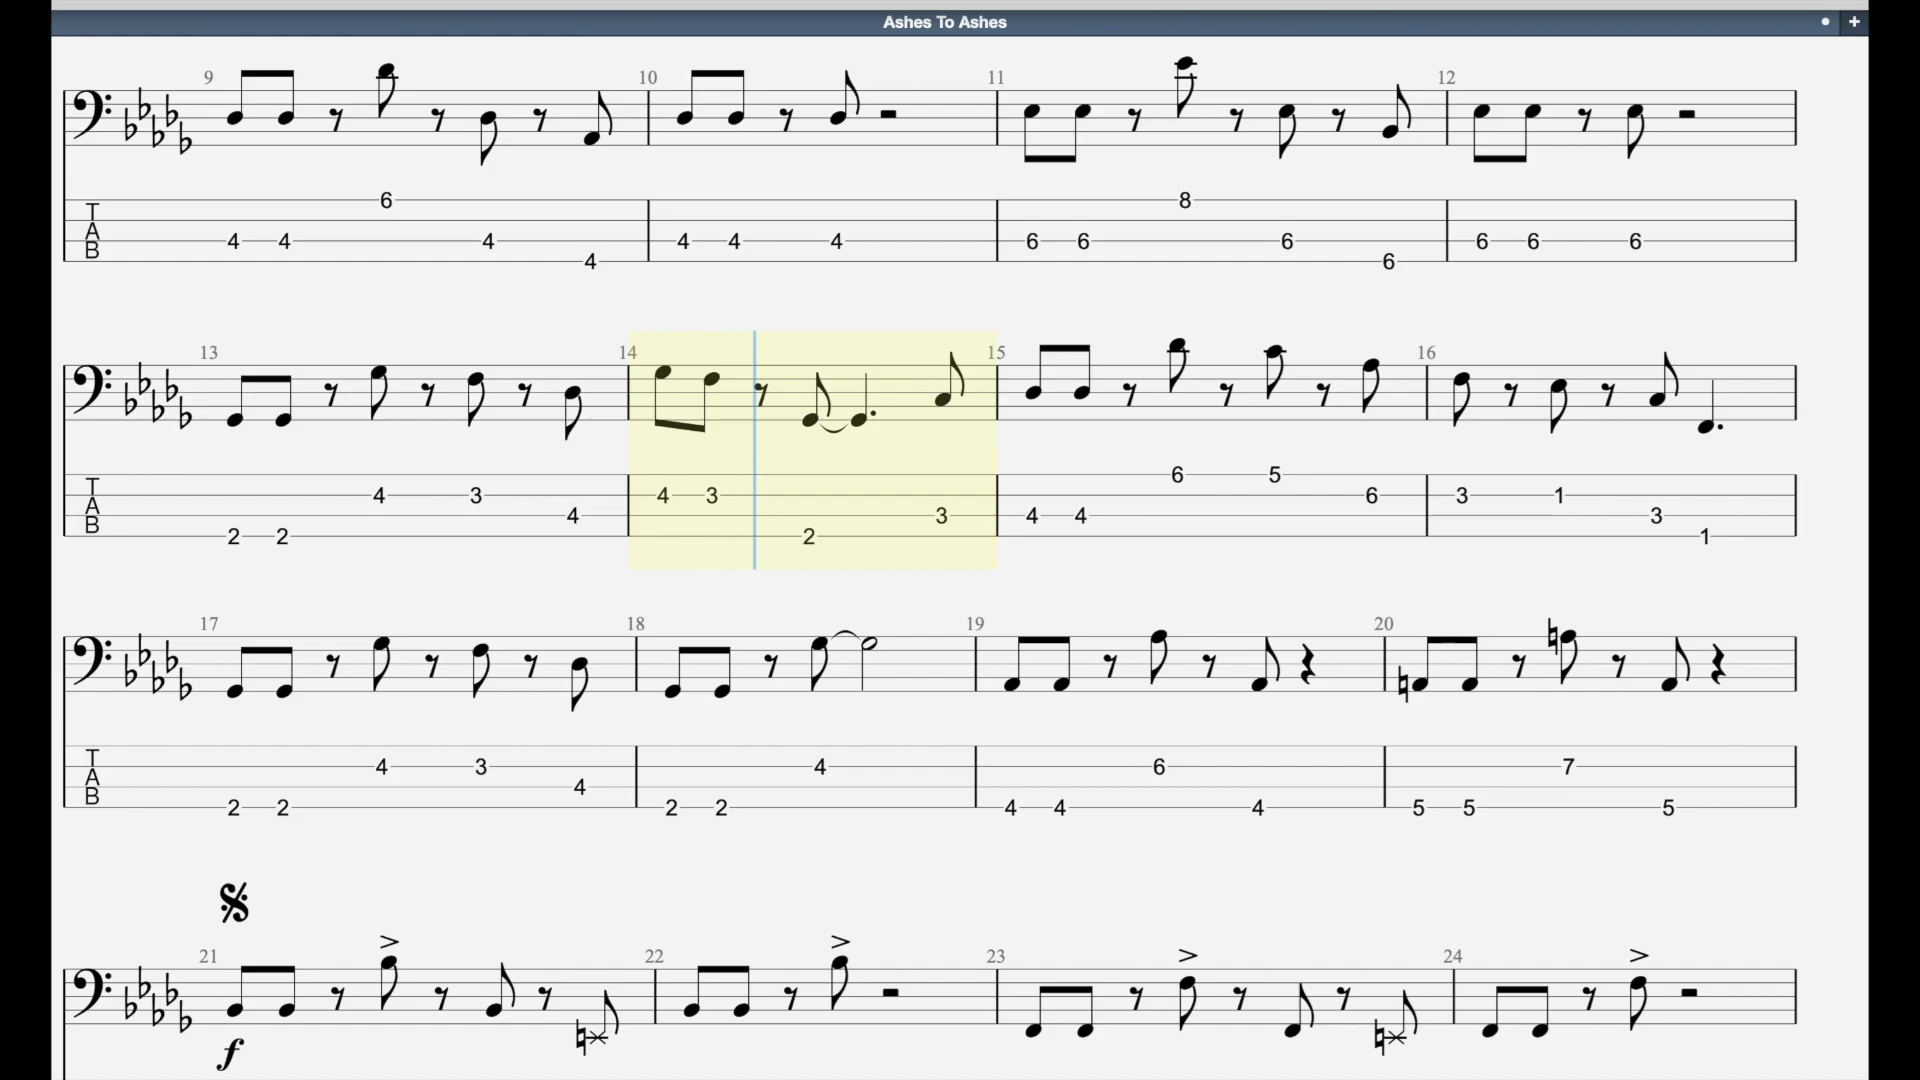 Ashes To Ashes
+
9 10 11 12
6 8
T
A 4 4 4 4 4 4 6 6 6 6 6 6
B
4 6
13 14 15 16
6 5
T 4 3 4 3 6 3 1
A
B 4 3 4 4 3
2 2 2 1
17 18 19 20
T 4 3 4 6 7
A
B 4
2 2 2 2 4 4 4 5 5 5
21 > 22 > 23 > 24 >
f